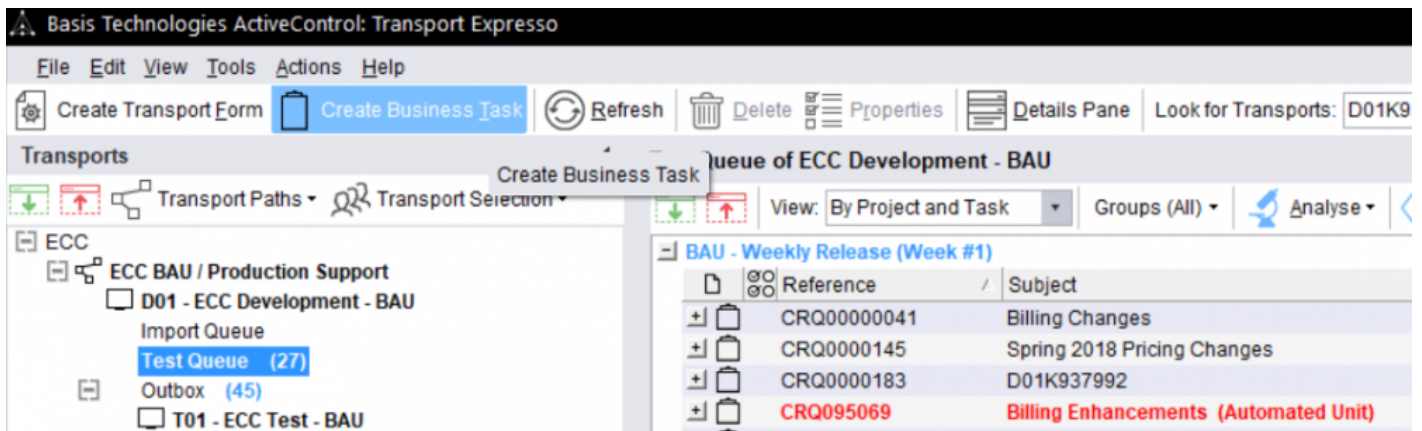 Basis Technologies ActiveControl: Transport Expresso
File Edit View Tools Actions Help
Create Transport Form Create Business Task Refresh Delete Properties Details Pane Look for Transports: D01K9
Transports
Create Business Task
Queue of ECC Development - BAU
Transport Paths Transport Selection
View: By Project and Task Groups (All) Analyse
ECC
ECC BAU / Production Support
D01 - ECC Development - BAU
Import Queue
Test Queue (27)
Outbox (45)
T01 - ECC Test - BAU
BAU - Weekly Release (Week #1)
Reference Subject
CRQ00000041 Billing Changes
CRQ0000145 Spring 2018 Pricing Changes
CRQ0000183 D01K937992
CRQ095069 Billing Enhancements (Automated Unit)